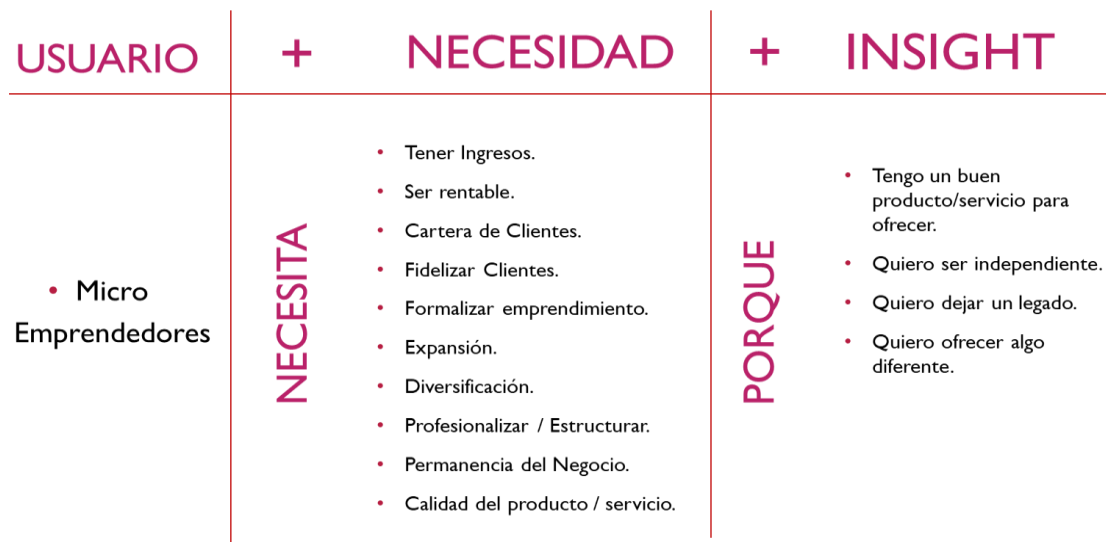 USUARIO + NECESIDAD + INSIGHT
• Micro
Emprendedores
NECESITA
• Tener Ingresos.
• Ser rentable.
• Cartera de Clientes.
• Fidelizar Clientes.
• Formalizar emprendimiento.
• Expansión.
• Diversificación.
• Profesionalizar / Estructurar.
• Permanencia del Negocio.
• Calidad del producto / servicio.
PORQUE
• Tengo un buen
producto/servicio para
ofrecer.
• Quiero ser independiente.
• Quiero dejar un legado.
• Quiero ofrecer algo
diferente.